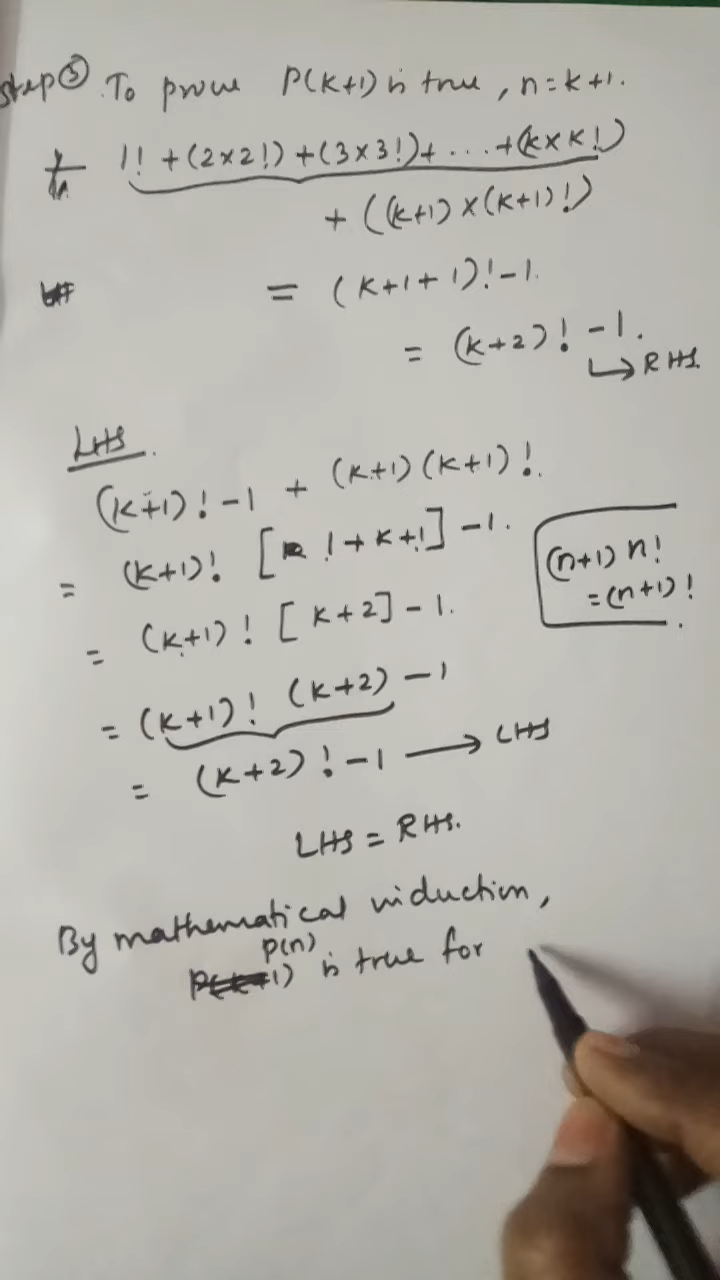 step ③ To prove P(k+1) is true, n=k+1.
1! +(2×2!)+(3×3!)+ ... +(k×k!)
+ ((k+1)×(k+1)!)
= (k+1+1)!-1.
= (k+2)! -1.
↳ RHS.
LHS.
(k+1)!-1 + (k+1)(k+1)!.
= (k+1)! [1+k+1] -1.
(n+1) n!
=(n+1)!
= (k+1)! [k+2] -1.
= (k+1)! (k+2) -1
= (k+2)! -1 → LHS
LHS = RHS.
By mathematical induction,
P(n)
is true for